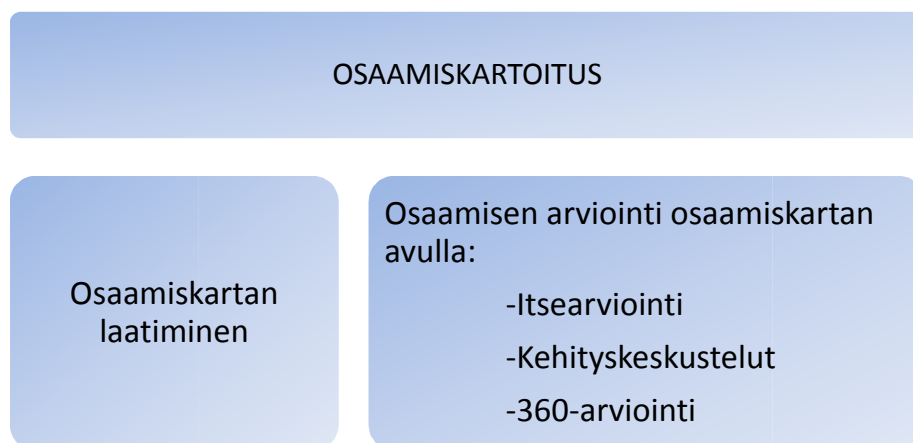 OSAAMISKARTOITUS
Osaamiskartan
laatiminen
Osaamisen arviointi osaamiskartan
avulla:
-Itsearviointi
-Kehityskeskustelut
-360-arviointi